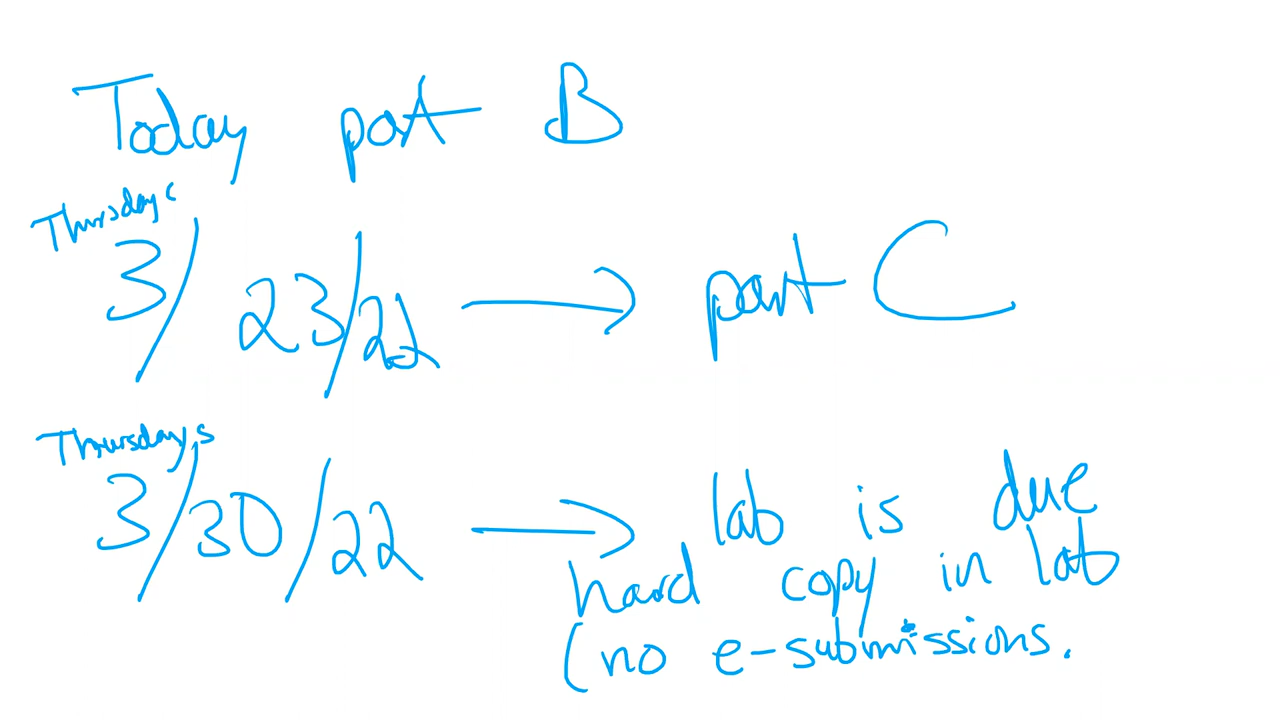 Today part B
Thursday
3/23/22 → part C
Thursdays
3/30/22 → lab is due
hard copy in lab
(no e-submissions.